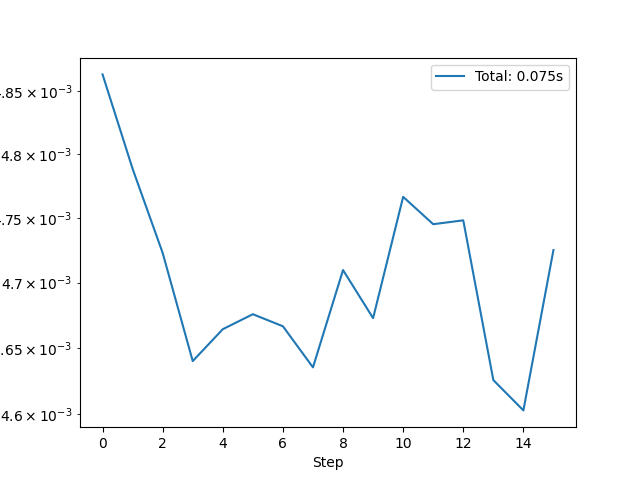 Total: 0.075s
.85 × 10⁻³
4.8 × 10⁻³
.75 × 10⁻³
4.7 × 10⁻³
.65 × 10⁻³
4.6 × 10⁻³
0 2 4 6 8 10 12 14
Step